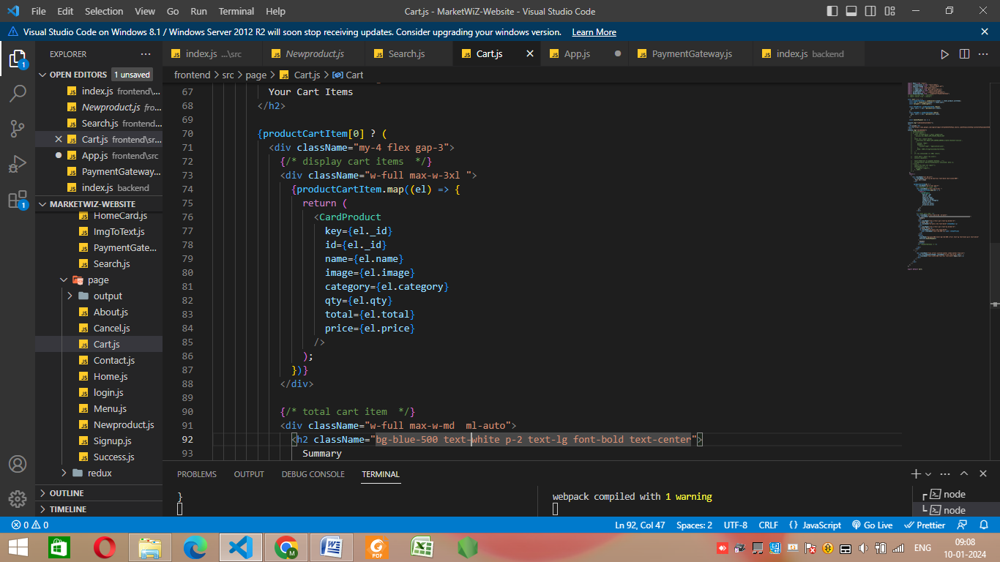 File Edit Selection View Go Run Terminal Help
Cart.js - MarketWiZ-Website - Visual Studio Code
Visual Studio Code on Windows 8.1 / Windows Server 2012 R2 will soon stop receiving updates. Consider upgrading your windows version. Learn More
EXPLORER
OPEN EDITORS 1 unsaved
index.js frontend\...
Newproduct.js fro...
Search.js frontend...
Cart.js frontend\sr...
App.js frontend\src
PaymentGateway...
index.js backend
MARKETWIZ-WEBSITE
HomeCard.js
ImgToText.js
PaymentGate...
Search.js
page
output
About.js
Cancel.js
Cart.js
Contact.js
Home.js
login.js
Menu.js
Newproduct.js
Signup.js
Success.js
redux
OUTLINE
TIMELINE
1
1
index.js ...\src Newproduct.js Search.js Cart.js App.js PaymentGateway.js index.js backend
frontend > src > page > Cart.js > Cart
67 Your Cart Items
68 </h2>
69
70 {productCartItem[0] ? (
71 <div className="my-4 flex gap-3">
72 {/* display cart items  */}
73 <div className="w-full max-w-3xl ">
74 {productCartItem.map((el) => {
75 return (
76 <CardProduct
77 key={el._id}
78 id={el._id}
79 name={el.name}
80 image={el.image}
81 category={el.category}
82 qty={el.qty}
83 total={el.total}
84 price={el.price}
85 />
86 );
87 })}
88 </div>
89
90 {/* total cart item  */}
91 <div className="w-full max-w-md  ml-auto">
92 <h2 className="bg-blue-500 text-white p-2 text-lg font-bold text-center">
93 Summary
PROBLEMS OUTPUT DEBUG CONSOLE TERMINAL
}
webpack compiled with 1 warning
node
node
0 0
Ln 92, Col 47 Spaces: 2 UTF-8 CRLF {} JavaScript Go Live Prettier
ENG
09:08
10-01-2024